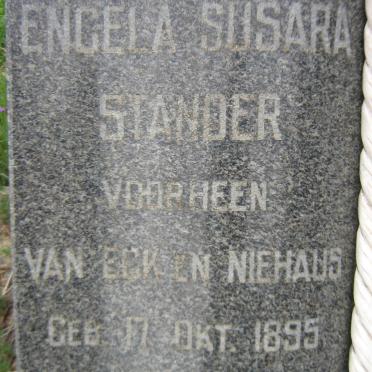 ENGELA SUSARA
STANDER
VOORHEEN
VAN ECK EN NIEHAUS
GEB. 17 OKT. 1895